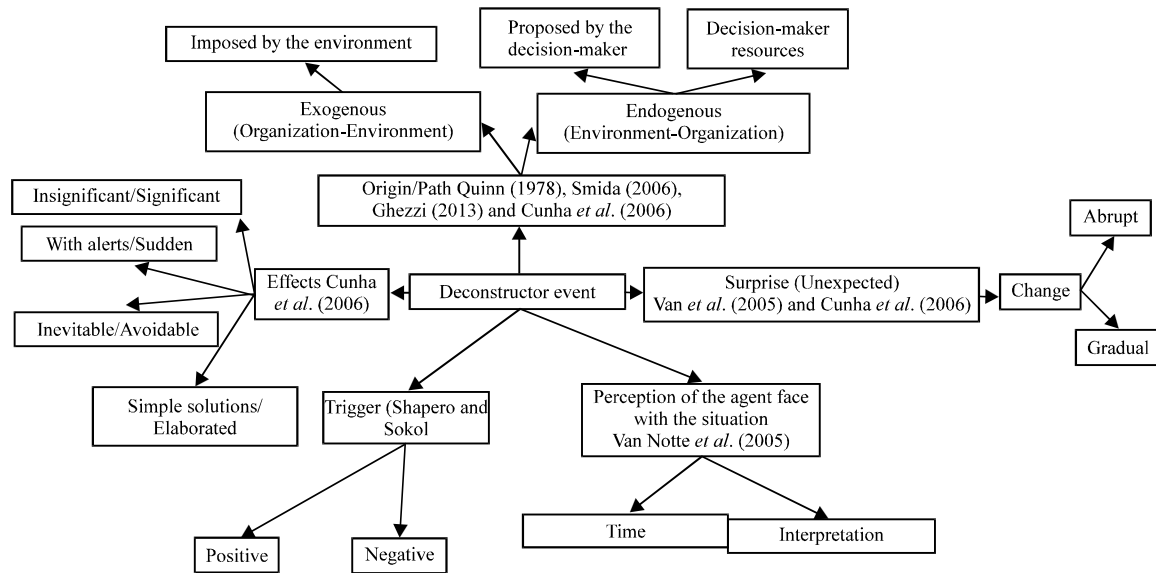 Imposed by the environment
Proposed by the
decision-maker
Decision-maker
resources
Exogenous
(Organization-Environment)
Endogenous
(Environment-Organization)
Origin/Path Quinn (1978), Smida (2006),
Ghezzi (2013) and Cunha et al. (2006)
Insignificant/Significant
With alerts/Sudden
Inevitable/Avoidable
Simple solutions/
Elaborated
Effects Cunha
et al. (2006)
Deconstructor event
Surprise (Unexpected)
Van et al. (2005) and Cunha et al. (2006)
Change
Abrupt
Gradual
Trigger (Shapero and
Sokol
Perception of the agent face
with the situation
Van Notte et al. (2005)
Positive
Negative
Time
Interpretation